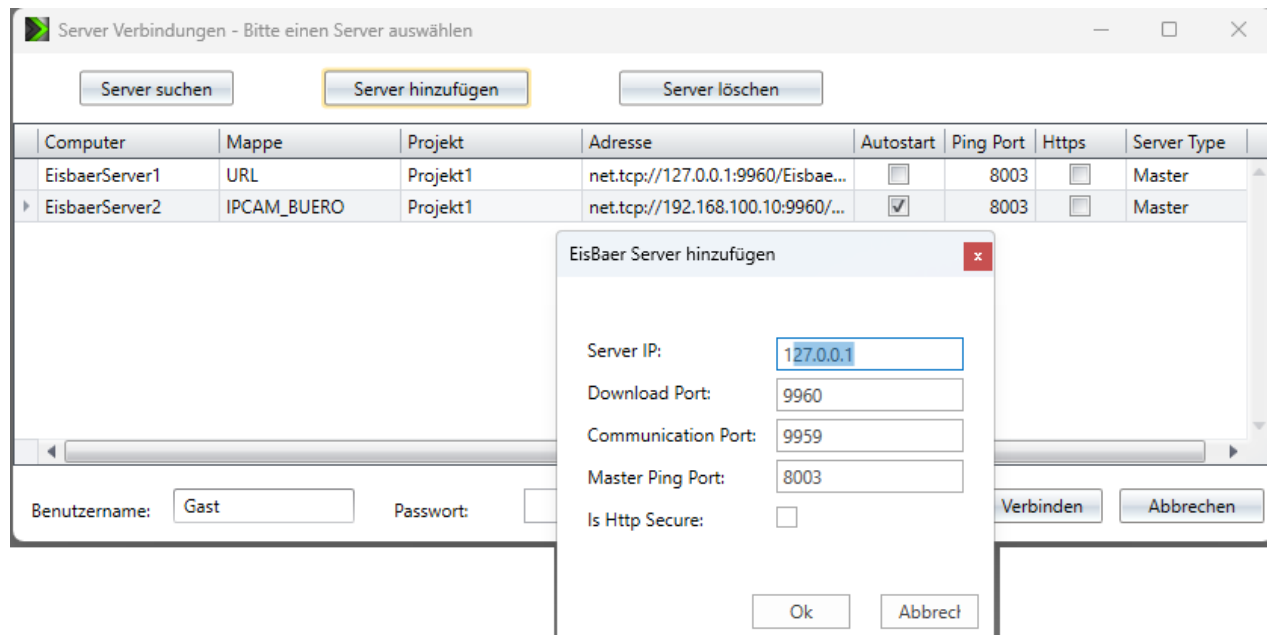 Server Verbindungen - Bitte einen Server auswählen
Server suchen Server hinzufügen Server löschen
Computer Mappe Projekt Adresse Autostart Ping Port Https Server Type
EisbaerServer1 URL Projekt1 net.tcp://127.0.0.1:9960/Eisbae... 8003 Master
EisbaerServer2 IPCAM_BUERO Projekt1 net.tcp://192.168.100.10:9960/... 8003 Master
EisBaer Server hinzufügen
x
Server IP: 127.0.0.1
Download Port: 9960
Communication Port: 9959
Master Ping Port: 8003
Is Http Secure:
Ok Abbrech
Benutzername: Gast Passwort: Verbinden Abbrechen